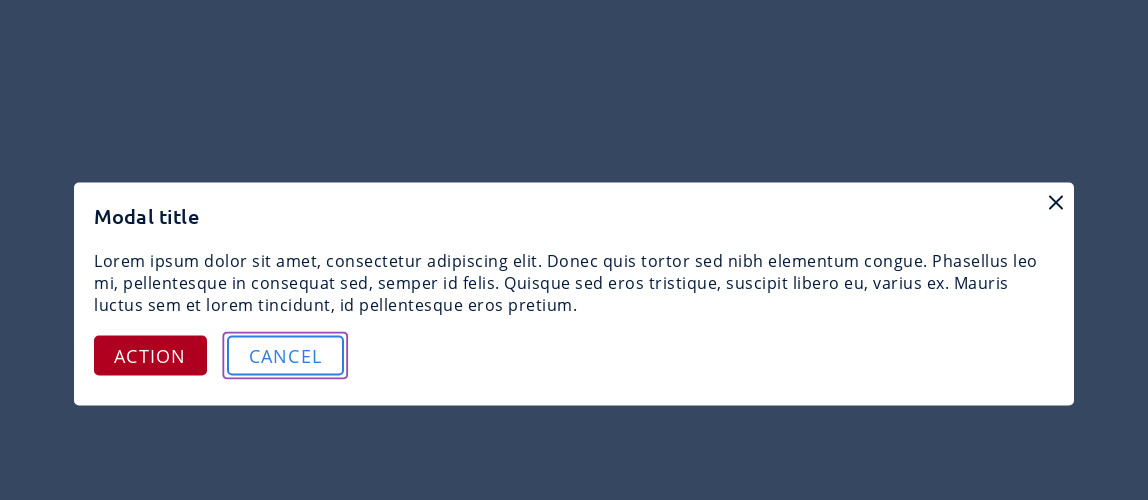 Modal title
Lorem ipsum dolor sit amet, consectetur adipiscing elit. Donec quis tortor sed nibh elementum congue. Phasellus leo
mi, pellentesque in consequat sed, semper id felis. Quisque sed eros tristique, suscipit libero eu, varius ex. Mauris
luctus sem et lorem tincidunt, id pellentesque eros pretium.
ACTION CANCEL